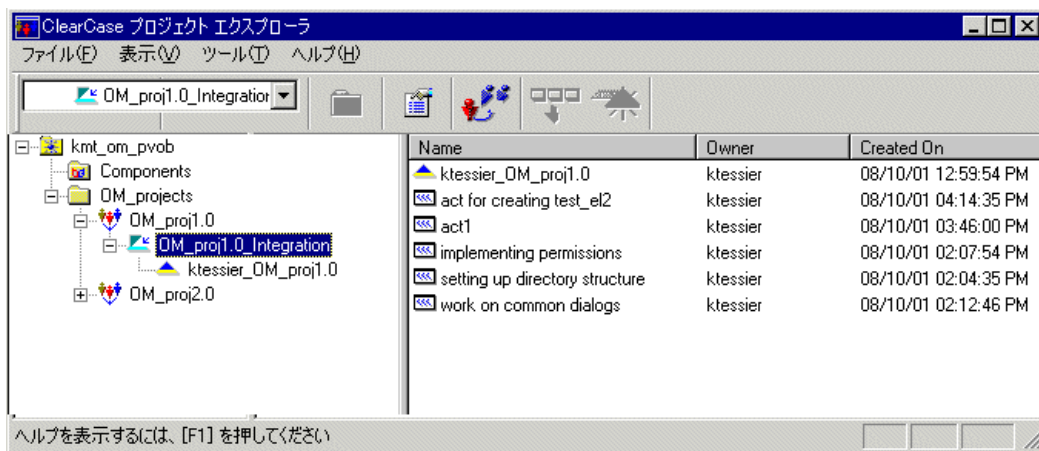 ClearCase プロジェクト エクスプローラ
ファイル(F) 表示(V) ツール(T) ヘルプ(H)
OM_proj1.0_Integration
kmt_om_pvob
Components
OM_projects
OM_proj1.0
OM_proj1.0_Integration
ktessier_OM_proj1.0
OM_proj2.0
Name Owner Created On
ktessier_OM_proj1.0 ktessier 08/10/01 12:59:54 PM
act for creating test_el2 ktessier 08/10/01 04:14:35 PM
act1 ktessier 08/10/01 03:46:00 PM
implementing permissions ktessier 08/10/01 02:07:54 PM
setting up directory structure ktessier 08/10/01 02:04:35 PM
work on common dialogs ktessier 08/10/01 02:12:46 PM
ヘルプを表示するには、[F1] を押してください